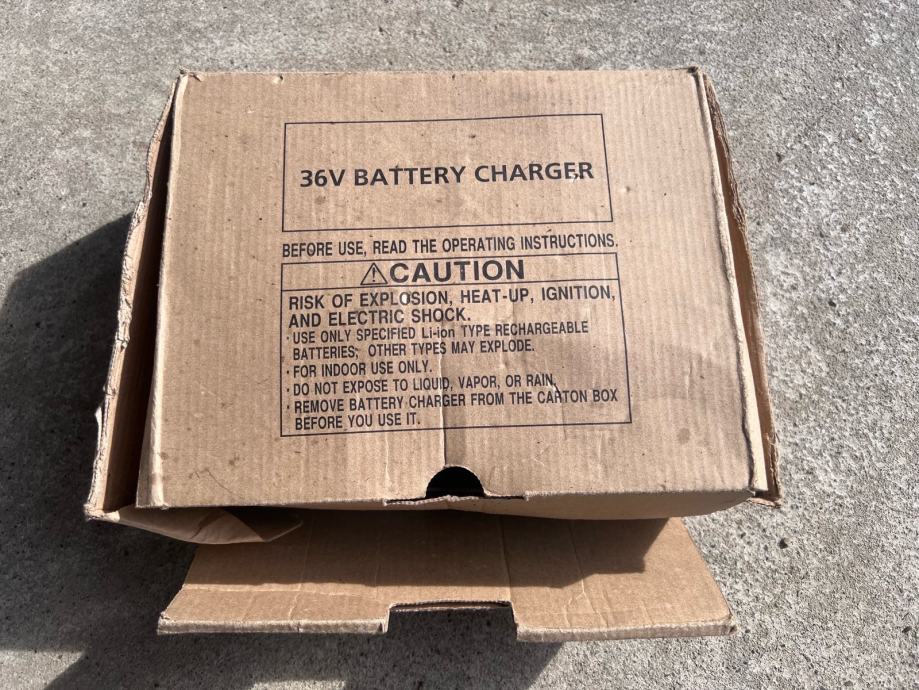 36V BATTERY CHARGER
BEFORE USE, READ THE OPERATING INSTRUCTIONS.
⚠CAUTION
RISK OF EXPLOSION, HEAT-UP, IGNITION,
AND ELECTRIC SHOCK.
· USE ONLY SPECIFIED Li-ion TYPE RECHARGEABLE
BATTERIES; OTHER TYPES MAY EXPLODE.
· FOR INDOOR USE ONLY.
· DO NOT EXPOSE TO LIQUID, VAPOR, OR RAIN.
· REMOVE BATTERY CHARGER FROM THE CARTON BOX
BEFORE YOU USE IT.